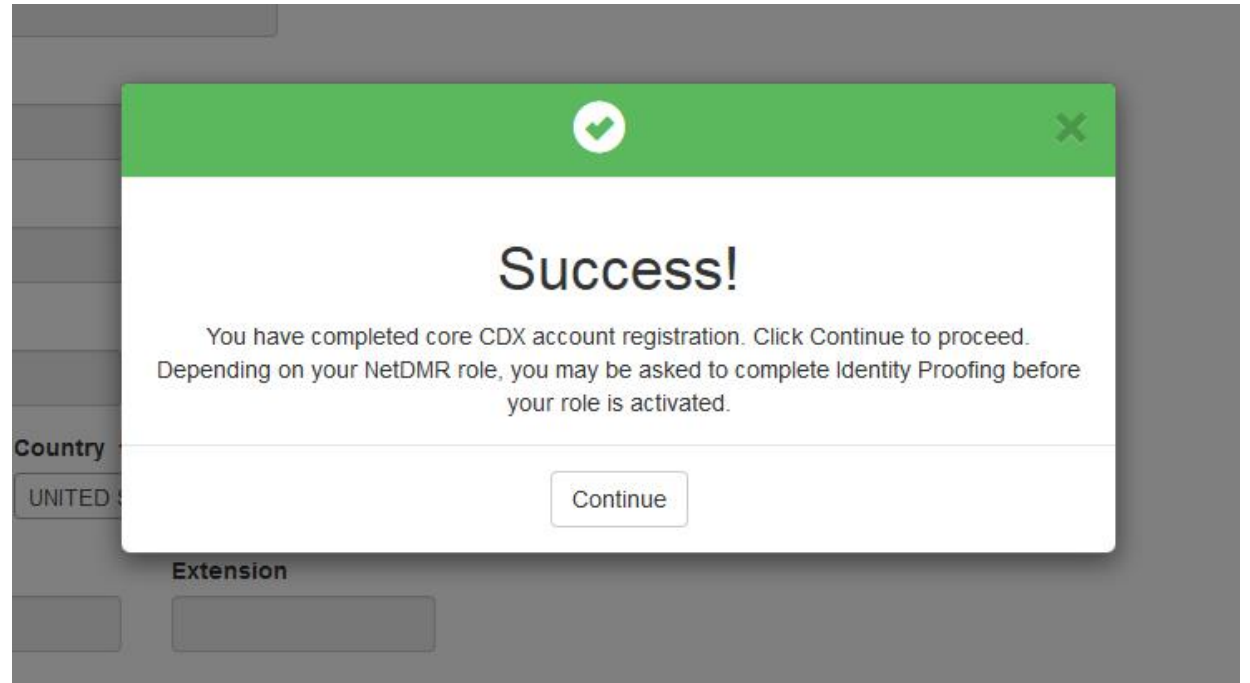 Success!
You have completed core CDX account registration. Click Continue to proceed.
Depending on your NetDMR role, you may be asked to complete Identity Proofing before
your role is activated.
Country
UNITED
Continue
Extension